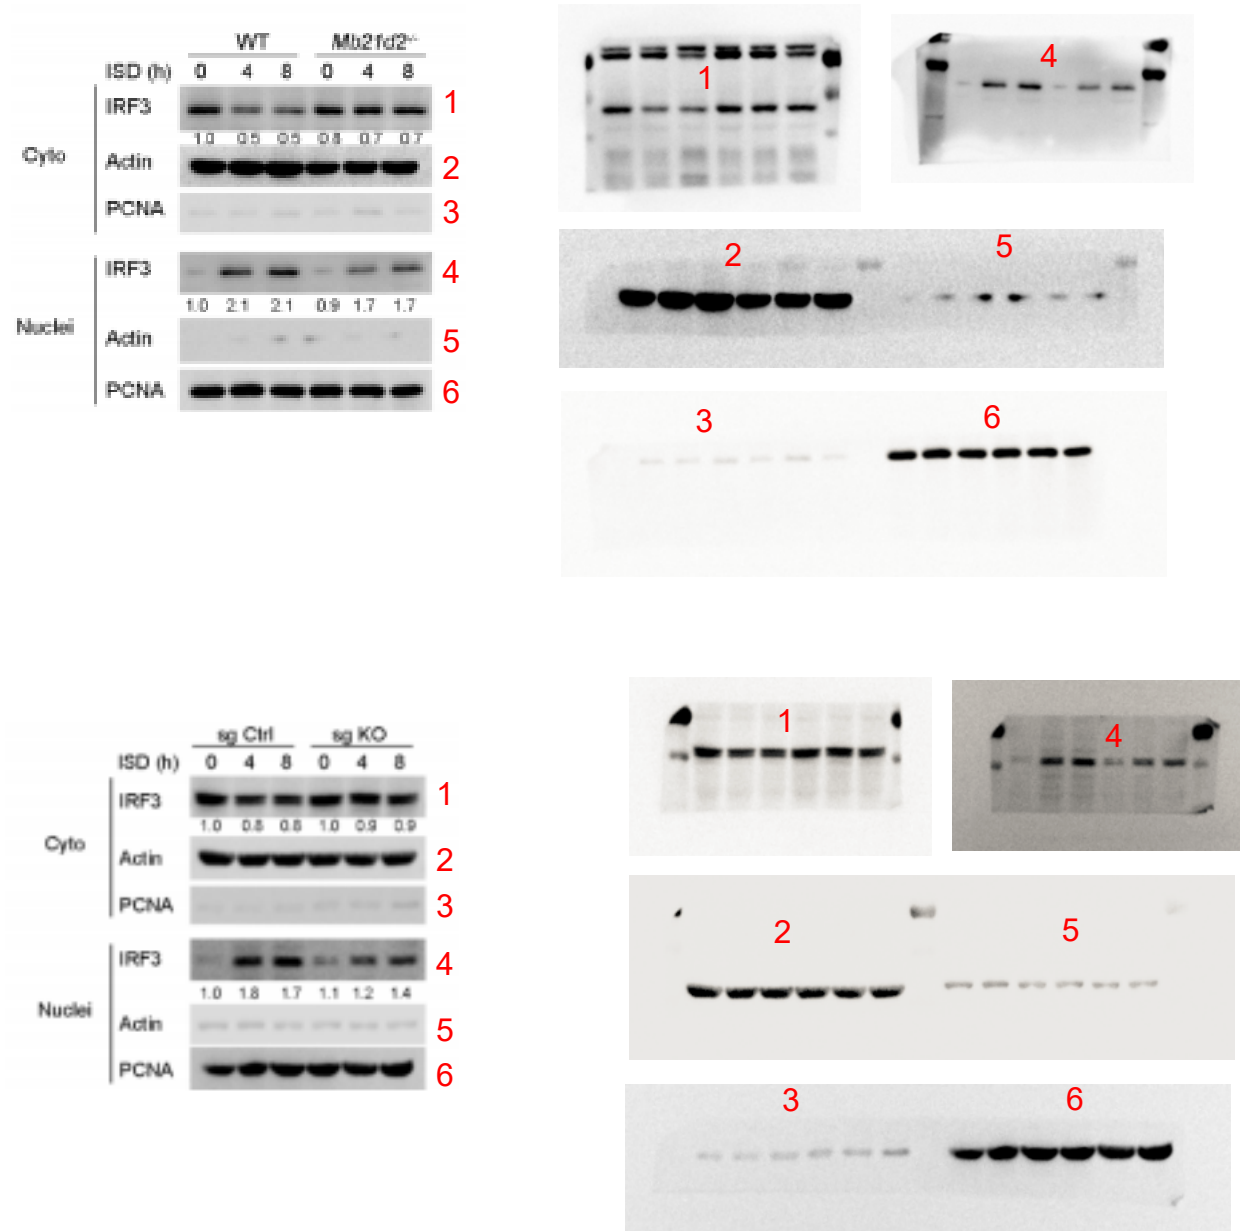 WT Mb21d2-/-
ISD (h) 0 4 8 0 4 8
Cyto
IRF3 1
1.0 0.5 0.5 0.8 0.7 0.7
Actin 2
PCNA 3
Nuclei
IRF3 4
1.0 2.1 2.1 0.9 1.7 1.7
Actin 5
PCNA 6
1 4
2 5
3 6
sg Ctrl sg KO
ISD (h) 0 4 8 0 4 8
Cyto
IRF3 1
1.0 0.8 0.8 1.0 0.9 0.9
Actin 2
PCNA 3
Nuclei
IRF3 4
1.0 1.8 1.7 1.1 1.2 1.4
Actin 5
PCNA 6
1 4
2 5
3 6